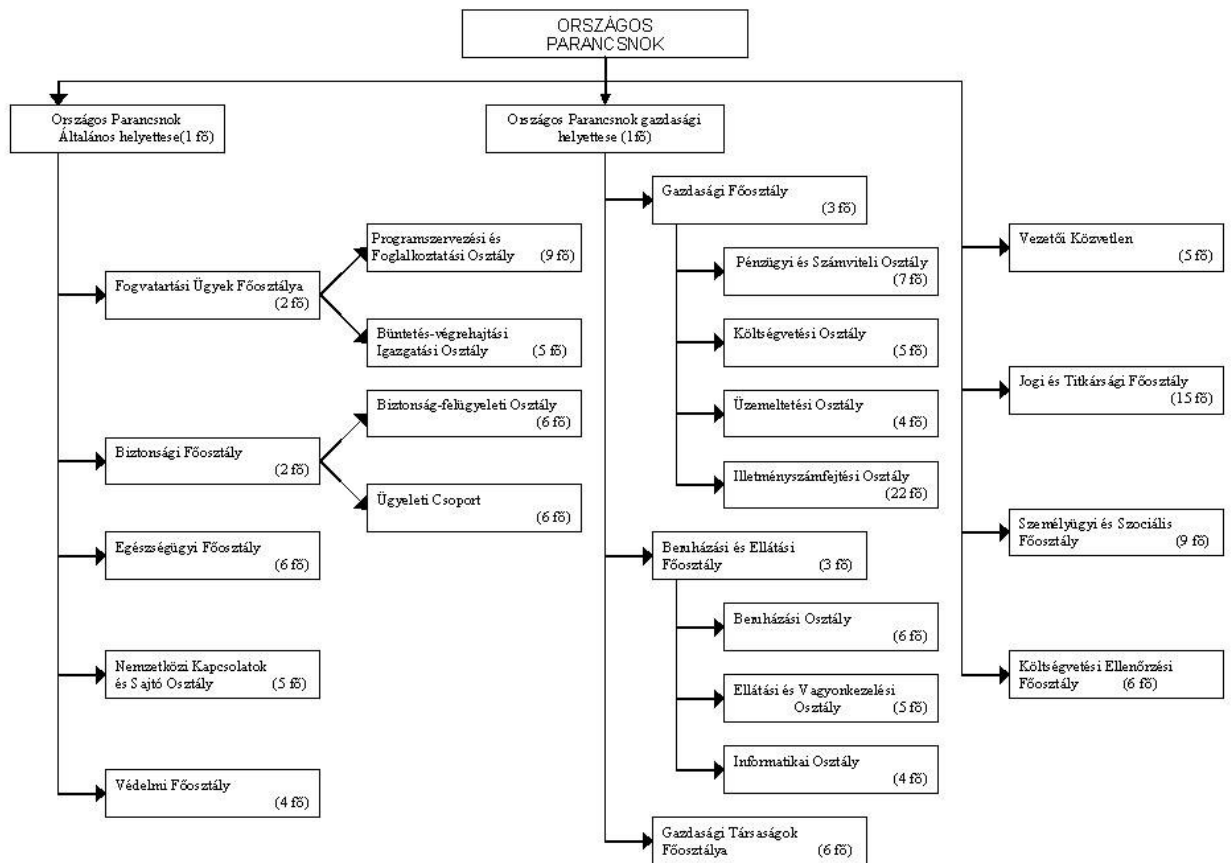 ORSZÁGOS
PARANCSNOK
Országos Parancsnok
Általános helyettese(1 fő)
Országos Parancsnok gazdasági
helyettese (1fő)
Fogvatartási Ügyek Főosztálya
(2 fő)
Programszervezési és
Foglalkoztatási Osztály (9 fő)
Büntetés-végrehajtási
Igazgatási Osztály (5 fő)
Biztonsági Főosztály
(2 fő)
Biztonság-felügyeleti Osztály
(6 fő)
Ügyeleti Csoport
(6 fő)
Egészségügyi Főosztály
(6 fő)
Nemzetközi Kapcsolatok
és Sajtó Osztály (5 fő)
Védelmi Főosztály
(4 fő)
Gazdasági Főosztály
(3 fő)
Pénzügyi és Számviteli Osztály
(7 fő)
Költségvetési Osztály
(5 fő)
Üzemeltetési Osztály
(4 fő)
Illetményszámfejtési Osztály
(22 fő)
Beruházási és Ellátási
Főosztály (3 fő)
Beruházási Osztály
(6 fő)
Ellátási és Vagyonkezelési
Osztály (5 fő)
Informatikai Osztály
(4 fő)
Gazdasági Társaságok
Főosztálya (6 fő)
Vezetői Közvetlen
(5 fő)
Jogi és Titkársági Főosztály
(15 fő)
Személyügyi és Szociális
Főosztály (9 fő)
Költségvetési Ellenőrzési
Főosztály (6 fő)